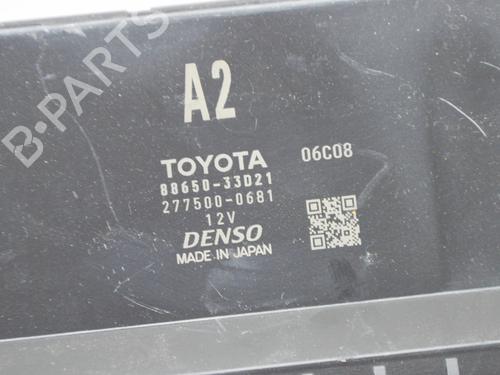 A2
TOYOTA 06C08
88650-33D21
277500-0681
12V
DENSO
MADE IN JAPAN
B-PARTS